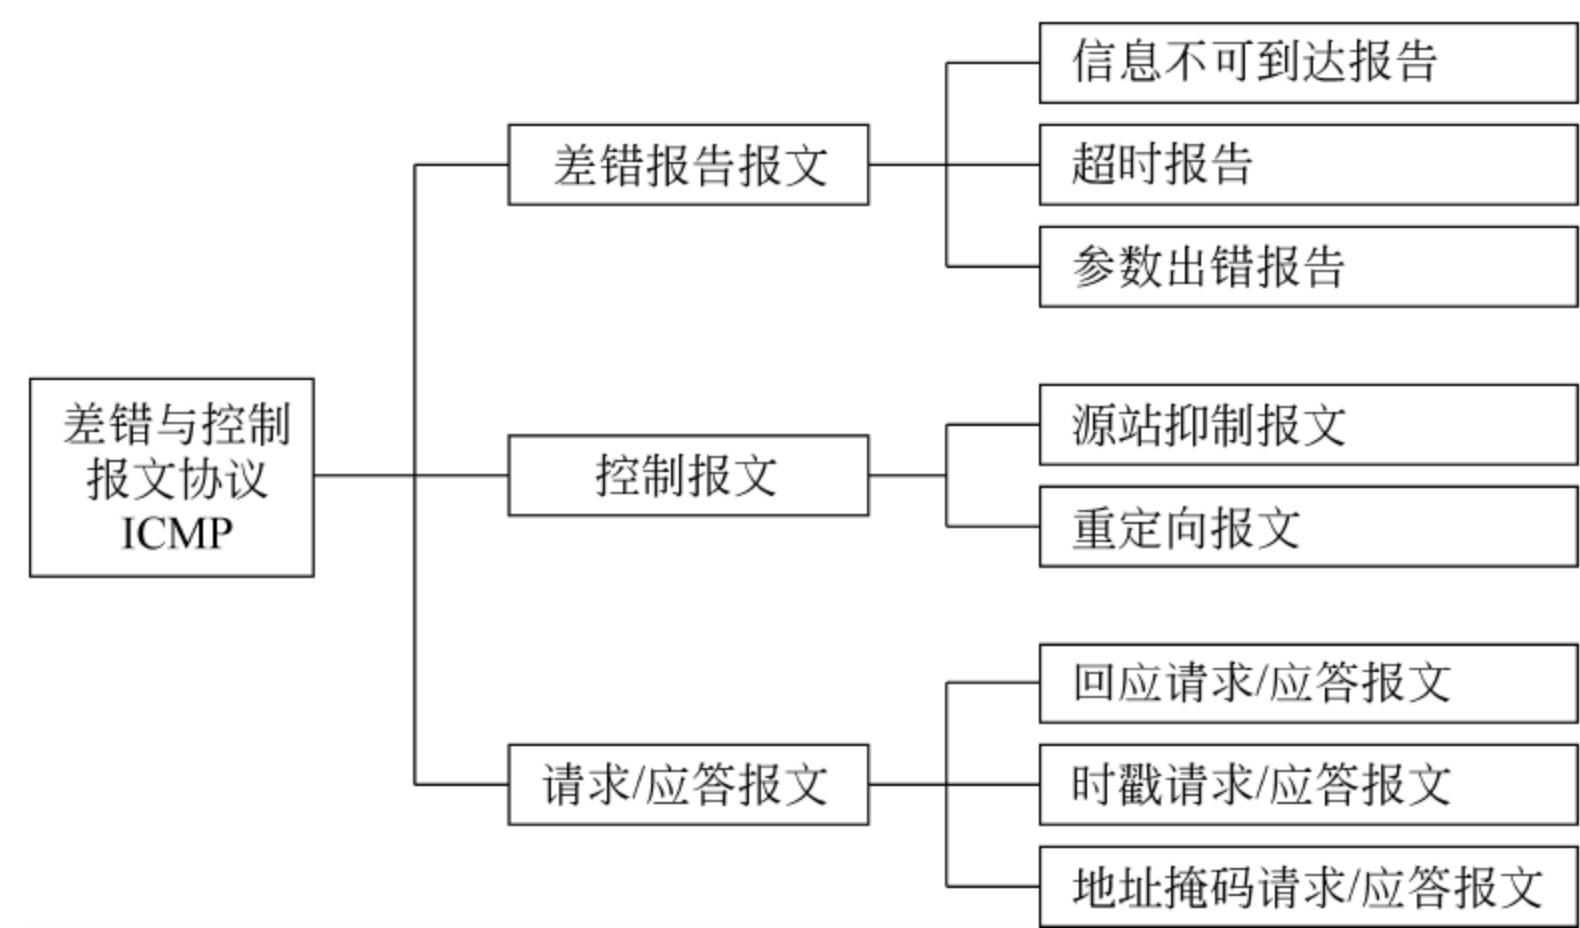 信息不可到达报告
差错报告报文
超时报告
参数出错报告
差错与控制
报文协议
ICMP
控制报文
源站抑制报文
重定向报文
请求/应答报文
回应请求/应答报文
时戳请求/应答报文
地址掩码请求/应答报文